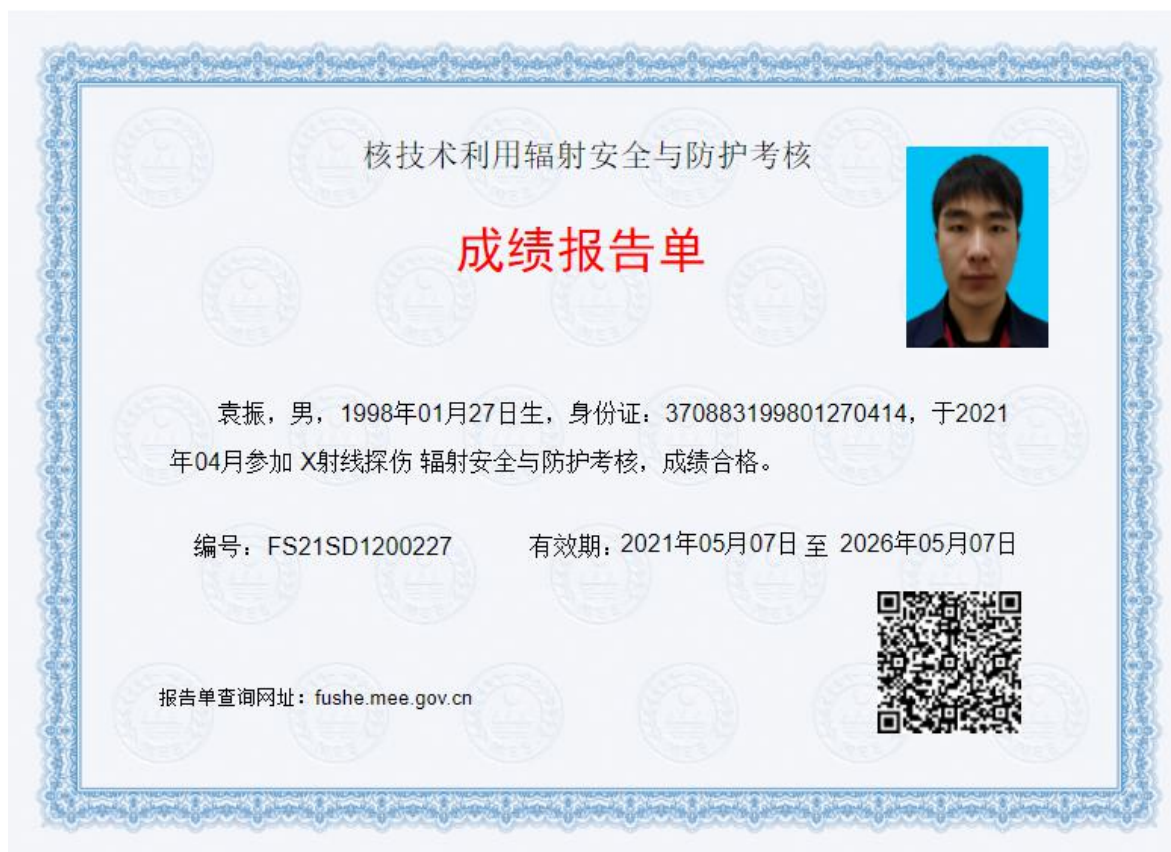 核技术利用辐射安全与防护考核
成绩报告单
袁振，男，1998年01月27日生，身份证：370883199801270414，于2021
年04月参加 X射线探伤 辐射安全与防护考核，成绩合格。
编号：FS21SD1200227 有效期：2021年05月07日 至 2026年05月07日
报告单查询网址：fushe.mee.gov.cn